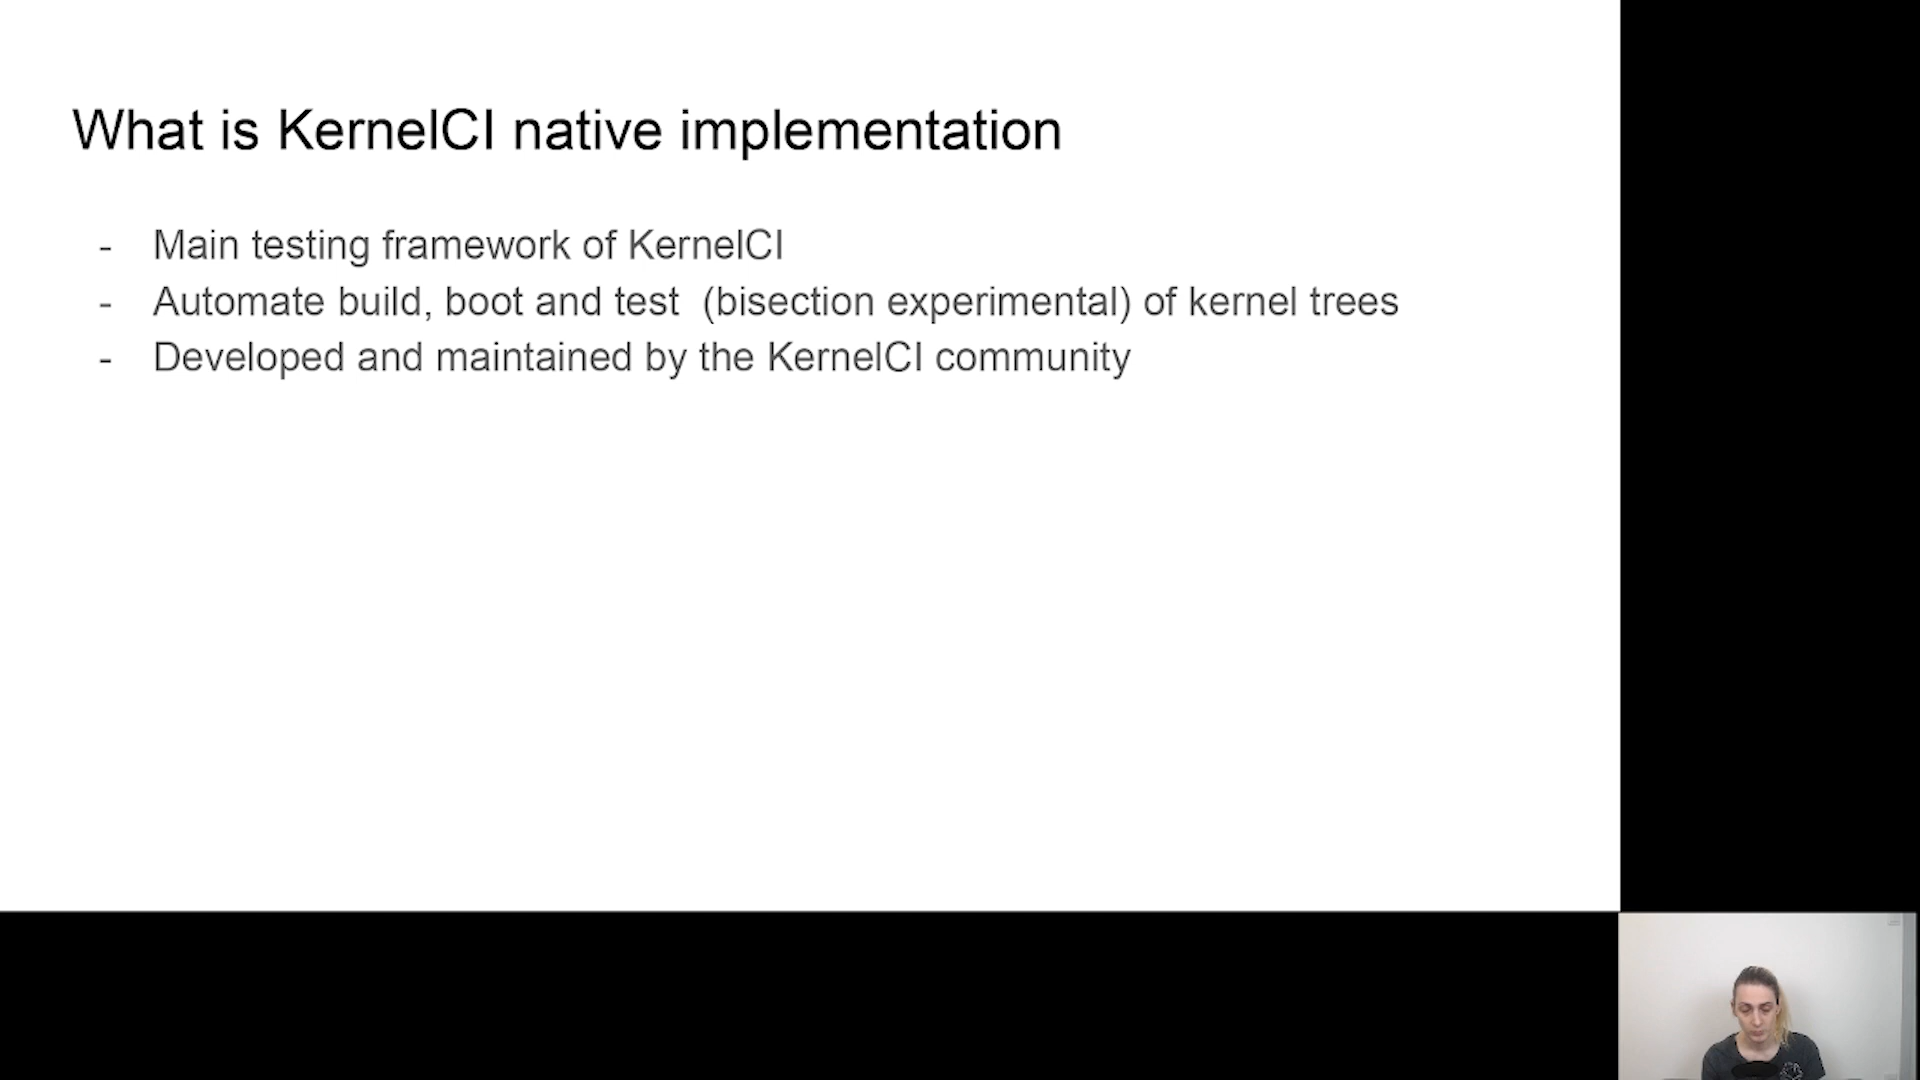 What is KernelCI native implementation
- Main testing framework of KernelCI
- Automate build, boot and test  (bisection experimental) of kernel trees
- Developed and maintained by the KernelCI community